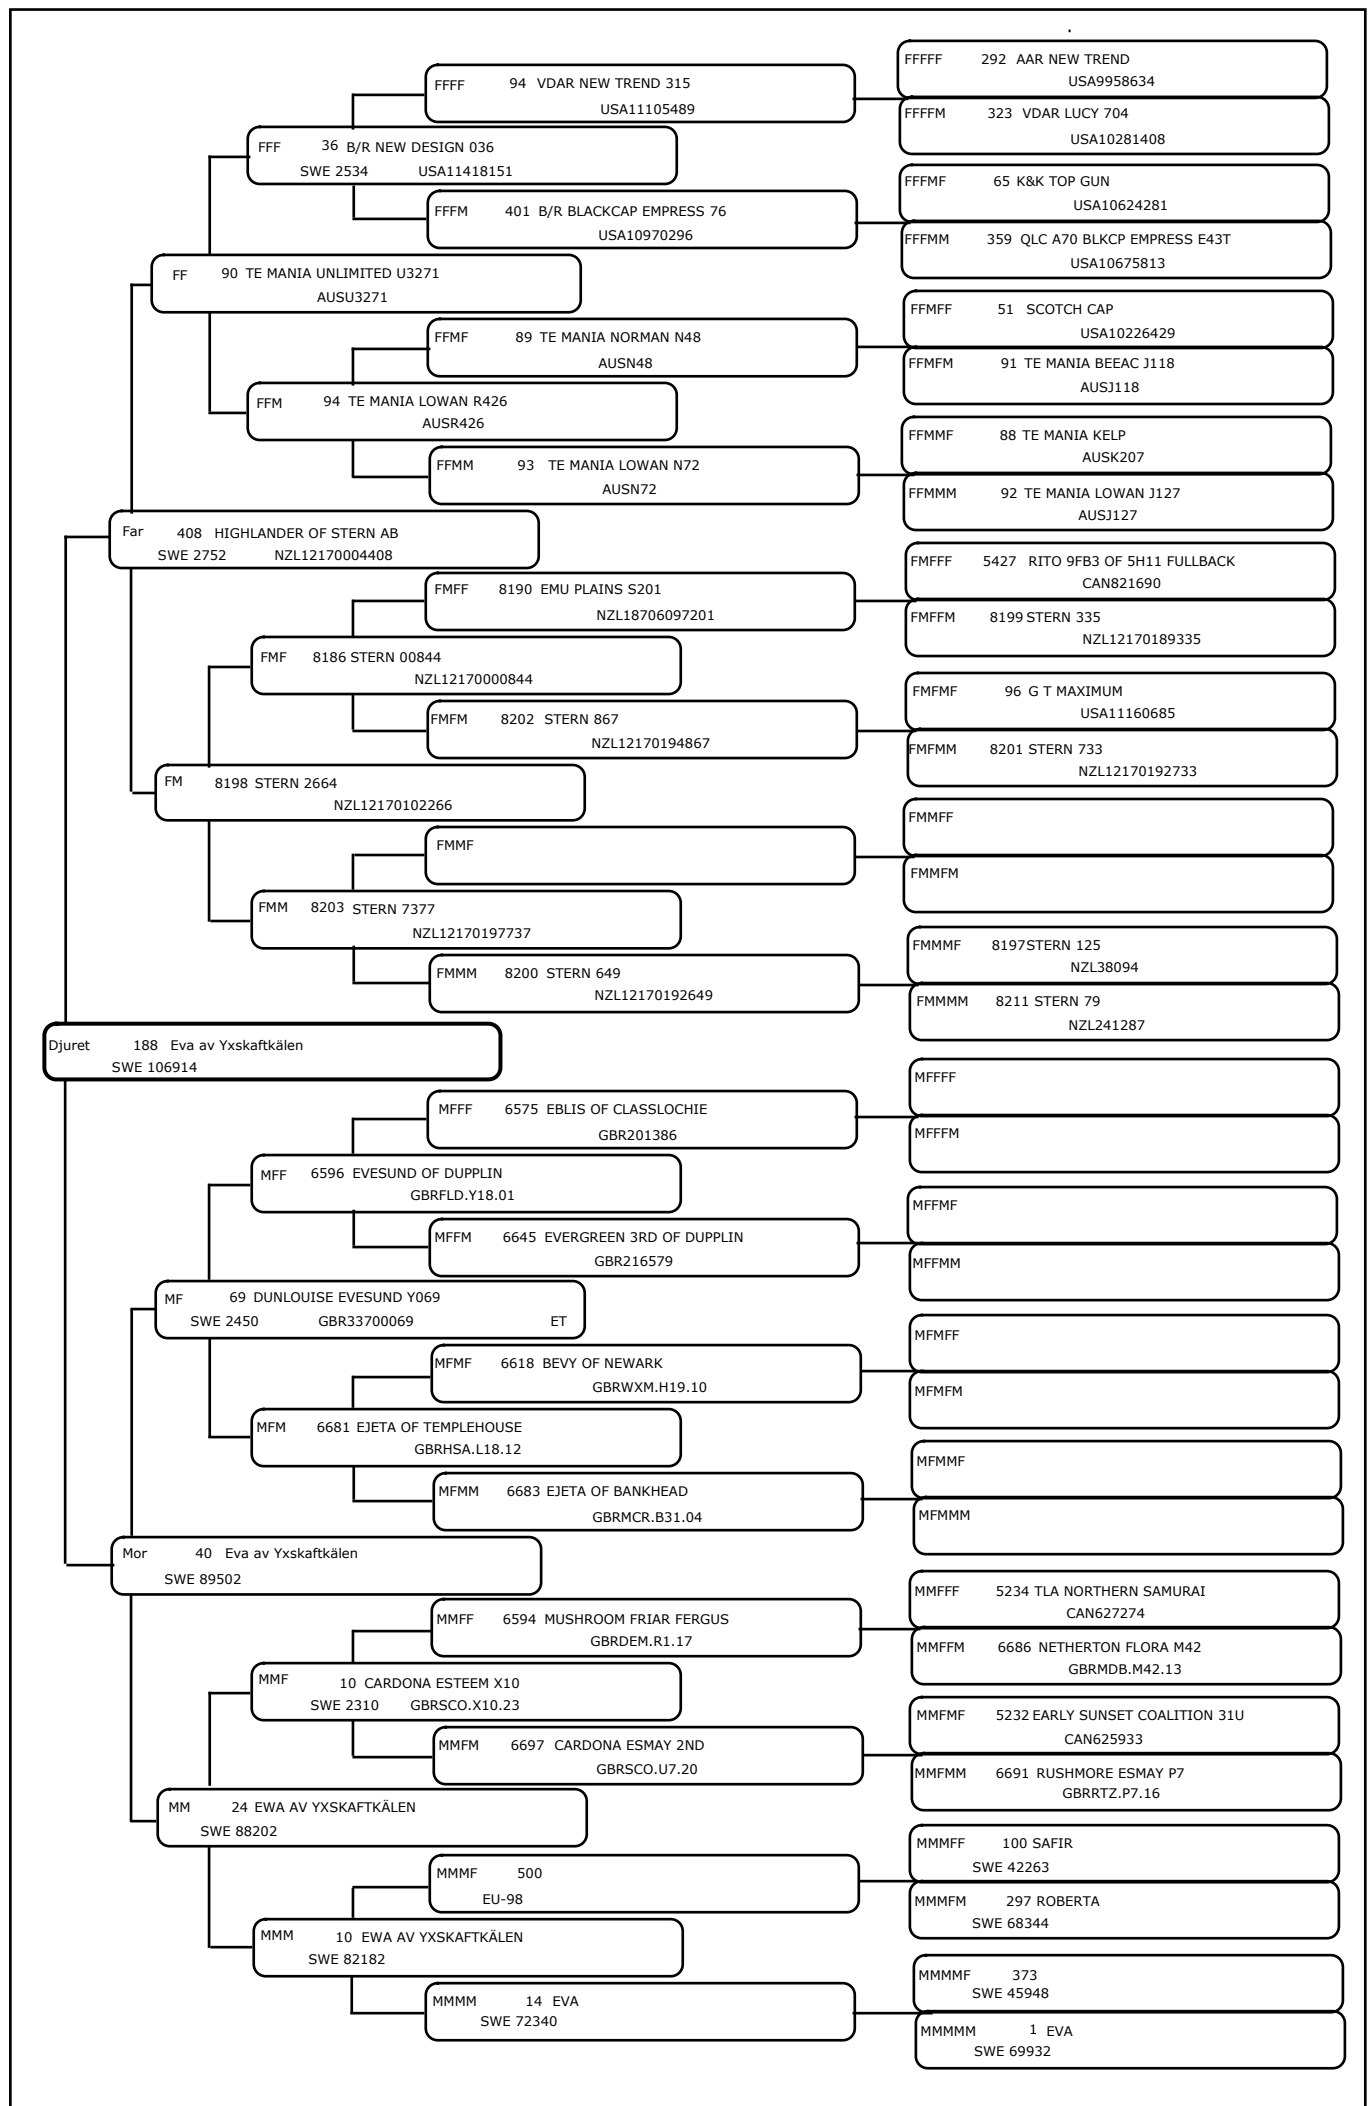 FFFFF 292 AAR NEW TREND
USA9958634
FFFF 94 VDAR NEW TREND 315
USA11105489
FFFFM 323 VDAR LUCY 704
USA10281408
FFF 36 B/R NEW DESIGN 036
SWE 2534 USA11418151
FFFMF 65 K&K TOP GUN
USA10624281
FFFM 401 B/R BLACKCAP EMPRESS 76
USA10970296
FFFMM 359 QLC A70 BLKCP EMPRESS E43T
USA10675813
FF 90 TE MANIA UNLIMITED U3271
AUSU3271
FFMFF 51 SCOTCH CAP
USA10226429
FFMF 89 TE MANIA NORMAN N48
AUSN48
FFMFM 91 TE MANIA BEEAC J118
AUSJ118
FFM 94 TE MANIA LOWAN R426
AUSR426
FFMMF 88 TE MANIA KELP
AUSK207
FFMM 93 TE MANIA LOWAN N72
AUSN72
FFMMM 92 TE MANIA LOWAN J127
AUSJ127
Far 408 HIGHLANDER OF STERN AB
SWE 2752 NZL12170004408
FMFFF 5427 RITO 9FB3 OF 5H11 FULLBACK
CAN821690
FMFF 8190 EMU PLAINS S201
NZL18706097201
FMFFM 8199 STERN 335
NZL12170189335
FMF 8186 STERN 00844
NZL12170000844
FMFMF 96 G T MAXIMUM
USA11160685
FMFM 8202 STERN 867
NZL12170194867
FMFMM 8201 STERN 733
NZL12170192733
FM 8198 STERN 2664
NZL12170102266
FMMFF
FMMF
FMMFM
FMM 8203 STERN 7377
NZL12170197737
FMMMF 8197 STERN 125
NZL38094
FMMM 8200 STERN 649
NZL12170192649
FMMMM 8211 STERN 79
NZL241287
Djuret 188 Eva av Yxskaftkälen
SWE 106914
MFFFF
MFFF 6575 EBLIS OF CLASSLOCHIE
GBR201386
MFFFM
MFF 6596 EVESUND OF DUPPLIN
GBRFLD.Y18.01
MFFMF
MFFM 6645 EVERGREEN 3RD OF DUPPLIN
GBR216579
MFFMM
MF 69 DUNLOUISE EVESUND Y069
SWE 2450 GBR33700069 ET
MFMFF
MFMF 6618 BEVY OF NEWARK
GBRWXM.H19.10
MFMFM
MFM 6681 EJETA OF TEMPLEHOUSE
GBRHSA.L18.12
MFMMF
MFMM 6683 EJETA OF BANKHEAD
GBRMCR.B31.04
MFMMM
Mor 40 Eva av Yxskaftkälen
SWE 89502
MMFFF 5234 TLA NORTHERN SAMURAI
CAN627274
MMFF 6594 MUSHROOM FRIAR FERGUS
GBRDEM.R1.17
MMFFM 6686 NETHERTON FLORA M42
GBRMDB.M42.13
MMF 10 CARDONA ESTEEM X10
SWE 2310 GBRSCO.X10.23
MMFMF 5232 EARLY SUNSET COALITION 31U
CAN625933
MMFM 6697 CARDONA ESMAY 2ND
GBRSCO.U7.20
MMFMM 6691 RUSHMORE ESMAY P7
GBRRTZ.P7.16
MM 24 EWA AV YXSKAFTKÄLEN
SWE 88202
MMMFF 100 SAFIR
SWE 42263
MMMF 500
EU-98
MMMFM 297 ROBERTA
SWE 68344
MMM 10 EWA AV YXSKAFTKÄLEN
SWE 82182
MMMMF 373
SWE 45948
MMMM 14 EVA
SWE 72340
MMMMM 1 EVA
SWE 69932